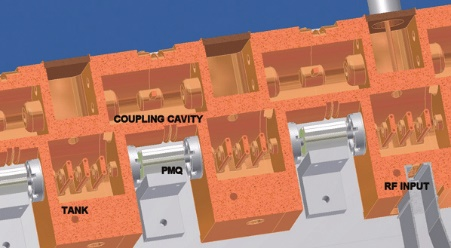 COUPLING CAVITY
PMQ
RF INPUT
TANK